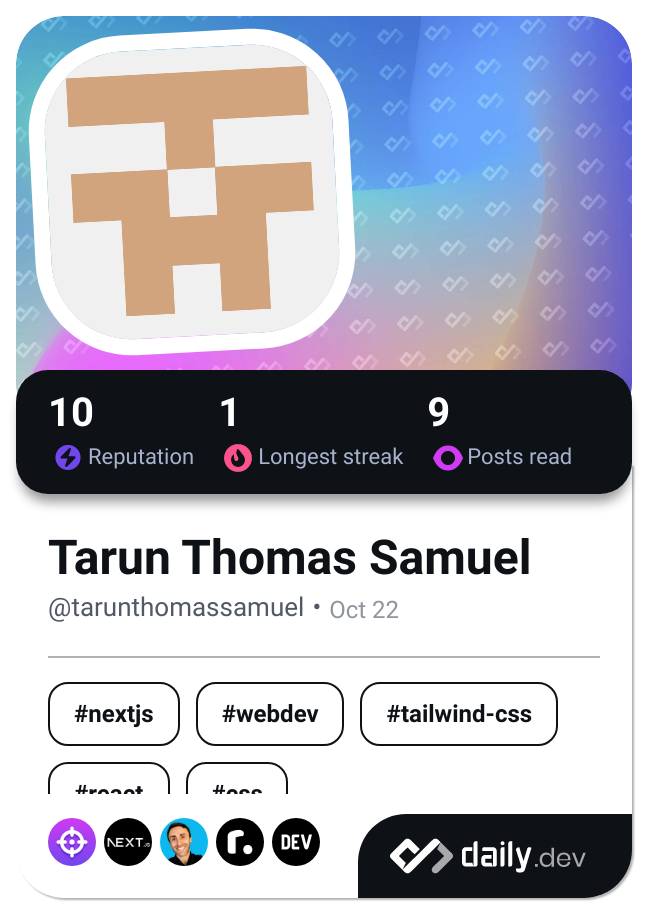 10 1 9
Reputation Longest streak Posts read
Tarun Thomas Samuel
@tarunthomassamuel • Oct 22
#nextjs #webdev #tailwind-css
#react #css
NEXT.JS r. DEV
daily.dev